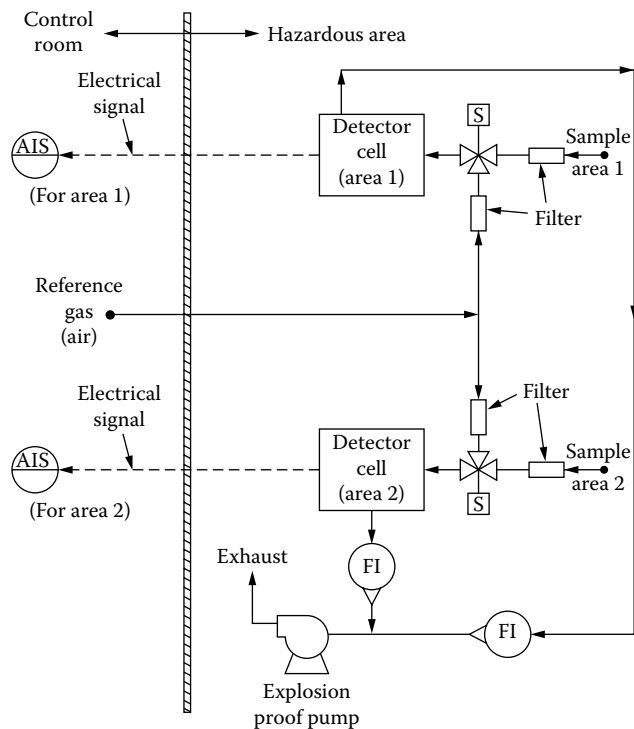 Control
room
Hazardous area
Electrical
signal
AIS
(For area 1)
Detector
cell
(area 1)
S
Sample
area 1
Filter
Reference
gas
(air)
Electrical
signal
AIS
(For area 2)
Detector
cell
(area 2)
Filter
S
Sample
area 2
Exhaust
FI
FI
Explosion
proof pump